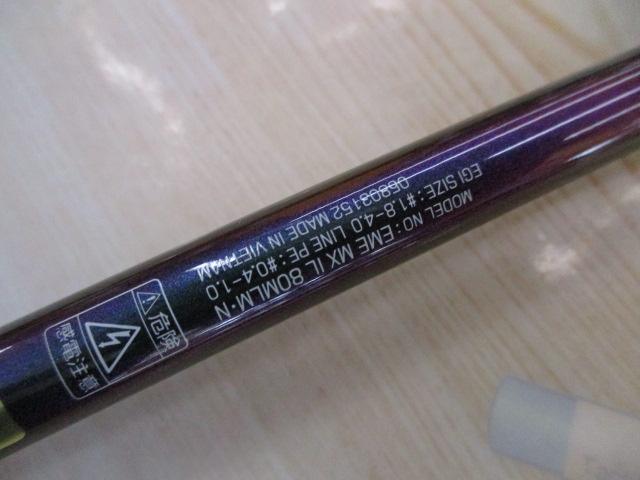 MODEL NO: EME MX IL 80MLM・N
EGI SIZE : #1.8-4.0 LINE PE : #0.4-1.0
05803152 MADE IN VIETNAM
⚠危険
感電注意